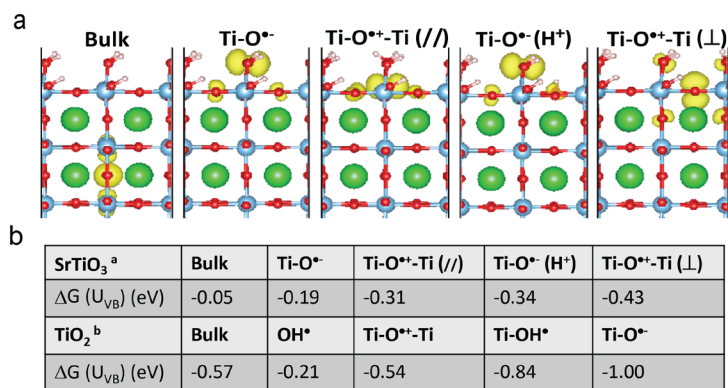 a
Bulk Ti-O•- Ti-O•+-Ti (//) Ti-O•-(H+) Ti-O•+-Ti (⊥)
b
SrTiO₃ ᵃ Bulk Ti-O•- Ti-O•+-Ti (//) Ti-O•- (H+) Ti-O•+-Ti (⊥)
ΔG (U_VB) (eV) -0.05 -0.19 -0.31 -0.34 -0.43
TiO₂ ᵇ Bulk OH• Ti-O•+-Ti Ti-OH• Ti-O•-
ΔG (U_VB) (eV) -0.57 -0.21 -0.54 -0.84 -1.00